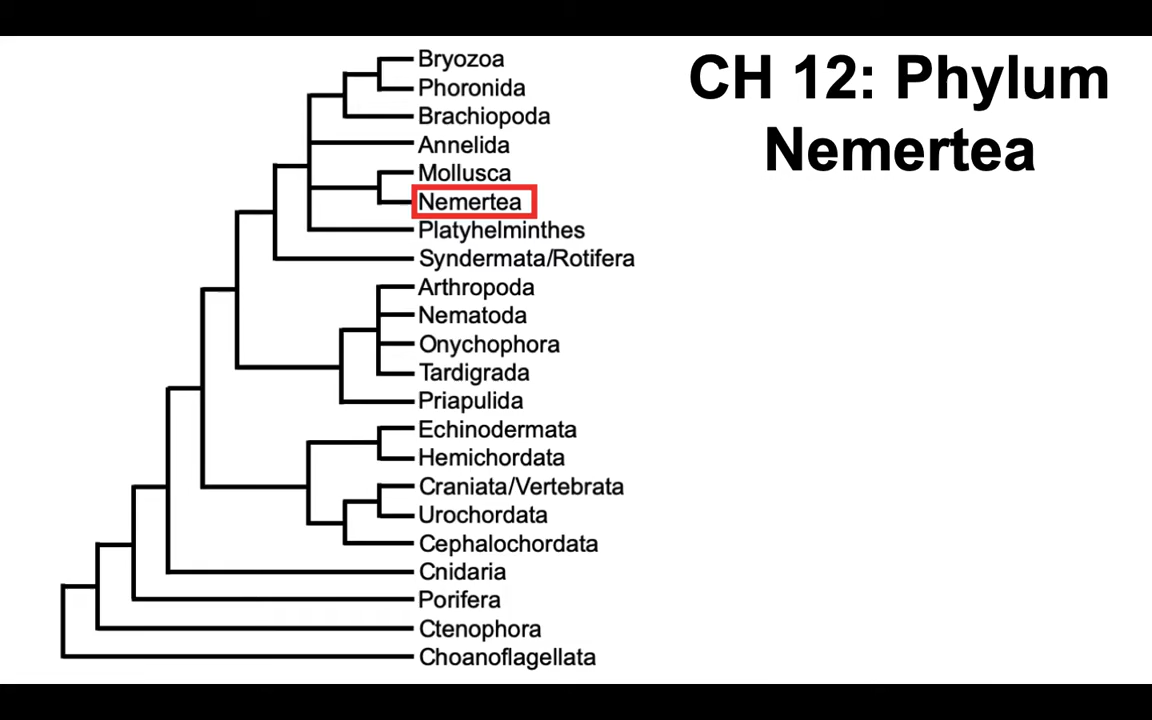 CH 12: Phylum
Nemertea
Bryozoa
Phoronida
Brachiopoda
Annelida
Mollusca
Nemertea
Platyhelminthes
Syndermata/Rotifera
Arthropoda
Nematoda
Onychophora
Tardigrada
Priapulida
Echinodermata
Hemichordata
Craniata/Vertebrata
Urochordata
Cephalochordata
Cnidaria
Porifera
Ctenophora
Choanoflagellata